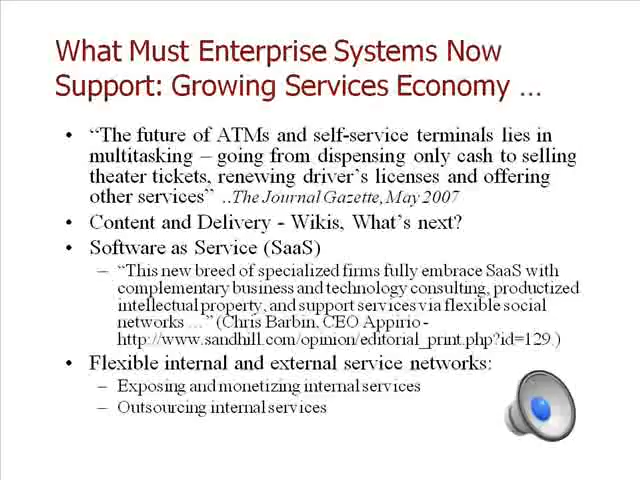 What Must Enterprise Systems Now
Support: Growing Services Economy ...
• “The future of ATMs and self-service terminals lies in
multitasking – going from dispensing only cash to selling
theater tickets, renewing driver’s licenses and offering
other services” ..The Journal Gazette, May 2007
• Content and Delivery - Wikis, What’s next?
• Software as Service (SaaS)
– “This new breed of specialized firms fully embrace SaaS with
complementary business and technology consulting, productized
intellectual property, and support services via flexible social
networks …” (Chris Barbin, CEO Appirio -
http://www.sandhill.com/opinion/editorial_print.php?id=129.)
• Flexible internal and external service networks:
– Exposing and monetizing internal services
– Outsourcing internal services